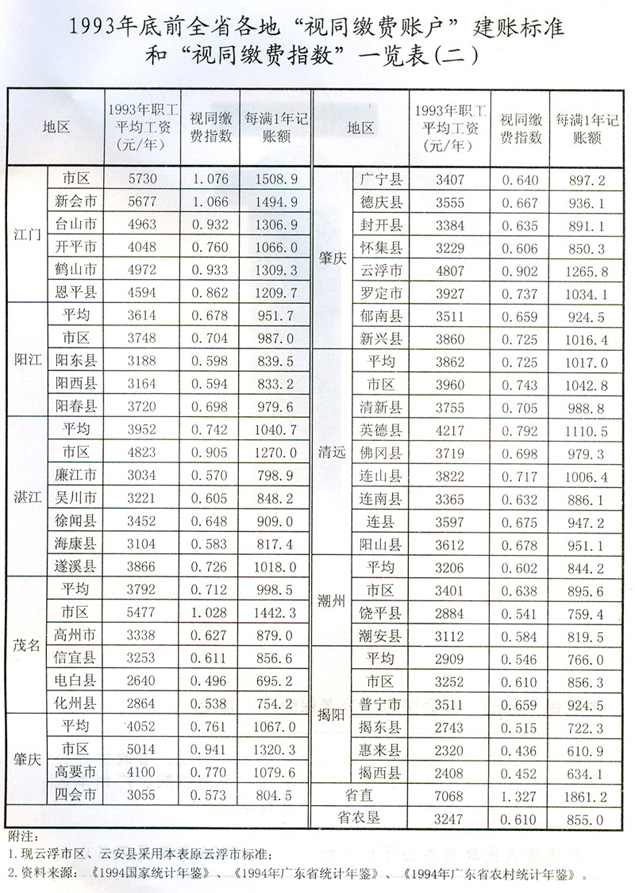 1993年底前全省各地“视同缴费账户”建账标准
和“视同缴费指数”一览表(二)
地区 1993年职工平均工资(元/年) 视同缴费指数 每满1年记账额
江门 市区 5730 1.076 1508.9
新会市 5677 1.066 1494.9
台山市 4963 0.932 1306.9
开平市 4048 0.760 1066.0
鹤山市 4972 0.933 1309.3
恩平县 4594 0.862 1209.7
阳江 平均 3614 0.678 951.7
市区 3748 0.704 987.0
阳东县 3188 0.598 839.5
阳西县 3164 0.594 833.2
阳春县 3720 0.698 979.6
湛江 平均 3952 0.742 1040.7
市区 4823 0.905 1270.0
廉江市 3034 0.570 798.9
吴川市 3221 0.605 848.2
徐闻县 3452 0.648 909.0
海康县 3104 0.583 817.4
遂溪县 3866 0.726 1018.0
茂名 平均 3792 0.712 998.5
市区 5477 1.028 1442.3
高州市 3338 0.627 879.0
信宜县 3253 0.611 856.6
电白县 2640 0.496 695.2
化州县 2864 0.538 754.2
肇庆 平均 4052 0.761 1067.0
市区 5014 0.941 1320.3
高要市 4100 0.770 1079.6
四会市 3055 0.573 804.5
地区 1993年职工平均工资(元/年) 视同缴费指数 每满1年记账额
肇庆 广宁县 3407 0.640 897.2
德庆县 3555 0.667 936.1
封开县 3384 0.635 891.1
怀集县 3229 0.606 850.3
云浮市 4807 0.902 1265.8
罗定市 3927 0.737 1034.1
郁南县 3511 0.659 924.5
新兴县 3860 0.725 1016.4
清远 平均 3862 0.725 1017.0
市区 3960 0.743 1042.8
清新县 3755 0.705 988.8
英德县 4217 0.792 1110.5
佛冈县 3719 0.698 979.3
连山县 3822 0.717 1006.4
连南县 3365 0.632 886.1
连县 3597 0.675 947.2
阳山县 3612 0.678 951.1
潮州 平均 3206 0.602 844.2
市区 3401 0.638 895.6
饶平县 2884 0.541 759.4
潮安县 3112 0.584 819.5
揭阳 平均 2909 0.546 766.0
市区 3252 0.610 856.3
普宁市 3511 0.659 924.5
揭东县 2743 0.515 722.3
惠来县 2320 0.436 610.9
揭西县 2408 0.452 634.1
省直 7068 1.327 1861.2
省农垦 3247 0.610 855.0
附注：
1.现云浮市区、云安县采用本表原云浮市标准；
2.资料来源：《1994国家统计年鉴》、《1994年广东省统计年鉴》、《1994年广东省农村统计年鉴》。